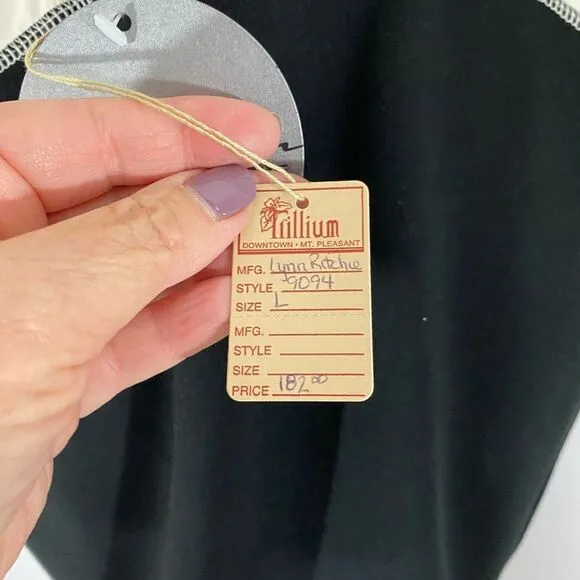 Trillium
DOWNTOWN • MT. PLEASANT
MFG. Lynn Ritchie
STYLE 9094
SIZE L
MFG.
STYLE
SIZE
PRICE 182.00